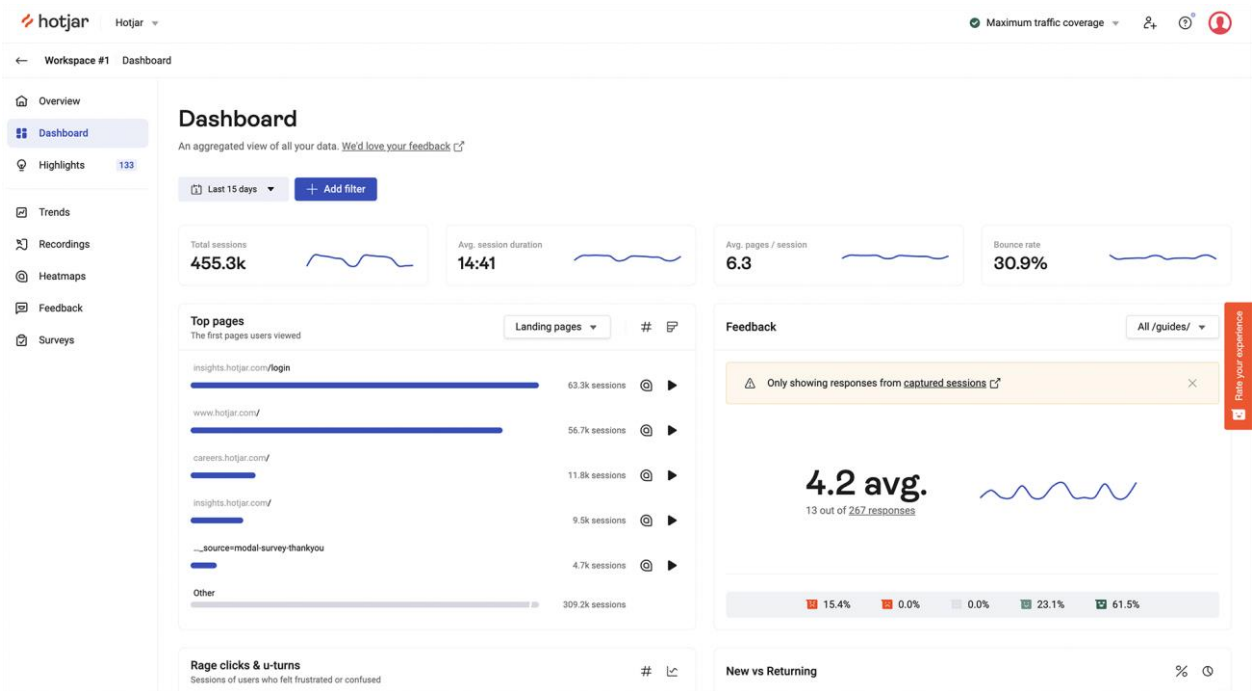 hotjar Hotjar
Maximum traffic coverage
Workspace #1 Dashboard
Overview
Dashboard
Highlights 133
Trends
Recordings
Heatmaps
Feedback
Surveys
Dashboard
An aggregated view of all your data. We'd love your feedback
Last 15 days
+ Add filter
Total sessions
455.3k
Avg. session duration
14:41
Avg. pages / session
6.3
Bounce rate
30.9%
Top pages
The first pages users viewed
Landing pages
#
insights.hotjar.com/login
63.3k sessions
www.hotjar.com/
56.7k sessions
careers.hotjar.com/
11.8k sessions
insights.hotjar.com/
9.5k sessions
..._source=modal-survey-thankyou
4.7k sessions
Other
309.2k sessions
Feedback
All /guides/
Only showing responses from captured sessions
4.2 avg.
13 out of 267 responses
15.4% 0.0% 0.0% 23.1% 61.5%
Rate your experience
Rage clicks & u-turns
Sessions of users who felt frustrated or confused
#
New vs Returning
%